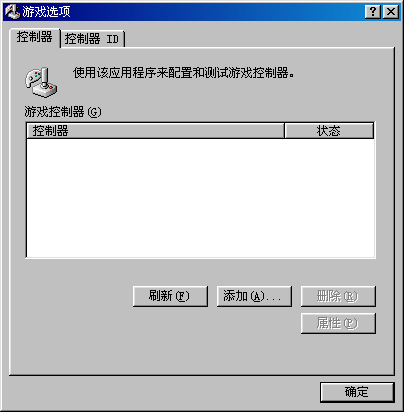 游戏选项
控制器 控制器 ID
使用该应用程序来配置和测试游戏控制器。
游戏控制器(G)
控制器 状态
刷新(F) 添加(A)... 删除(R)
属性(P)
确定